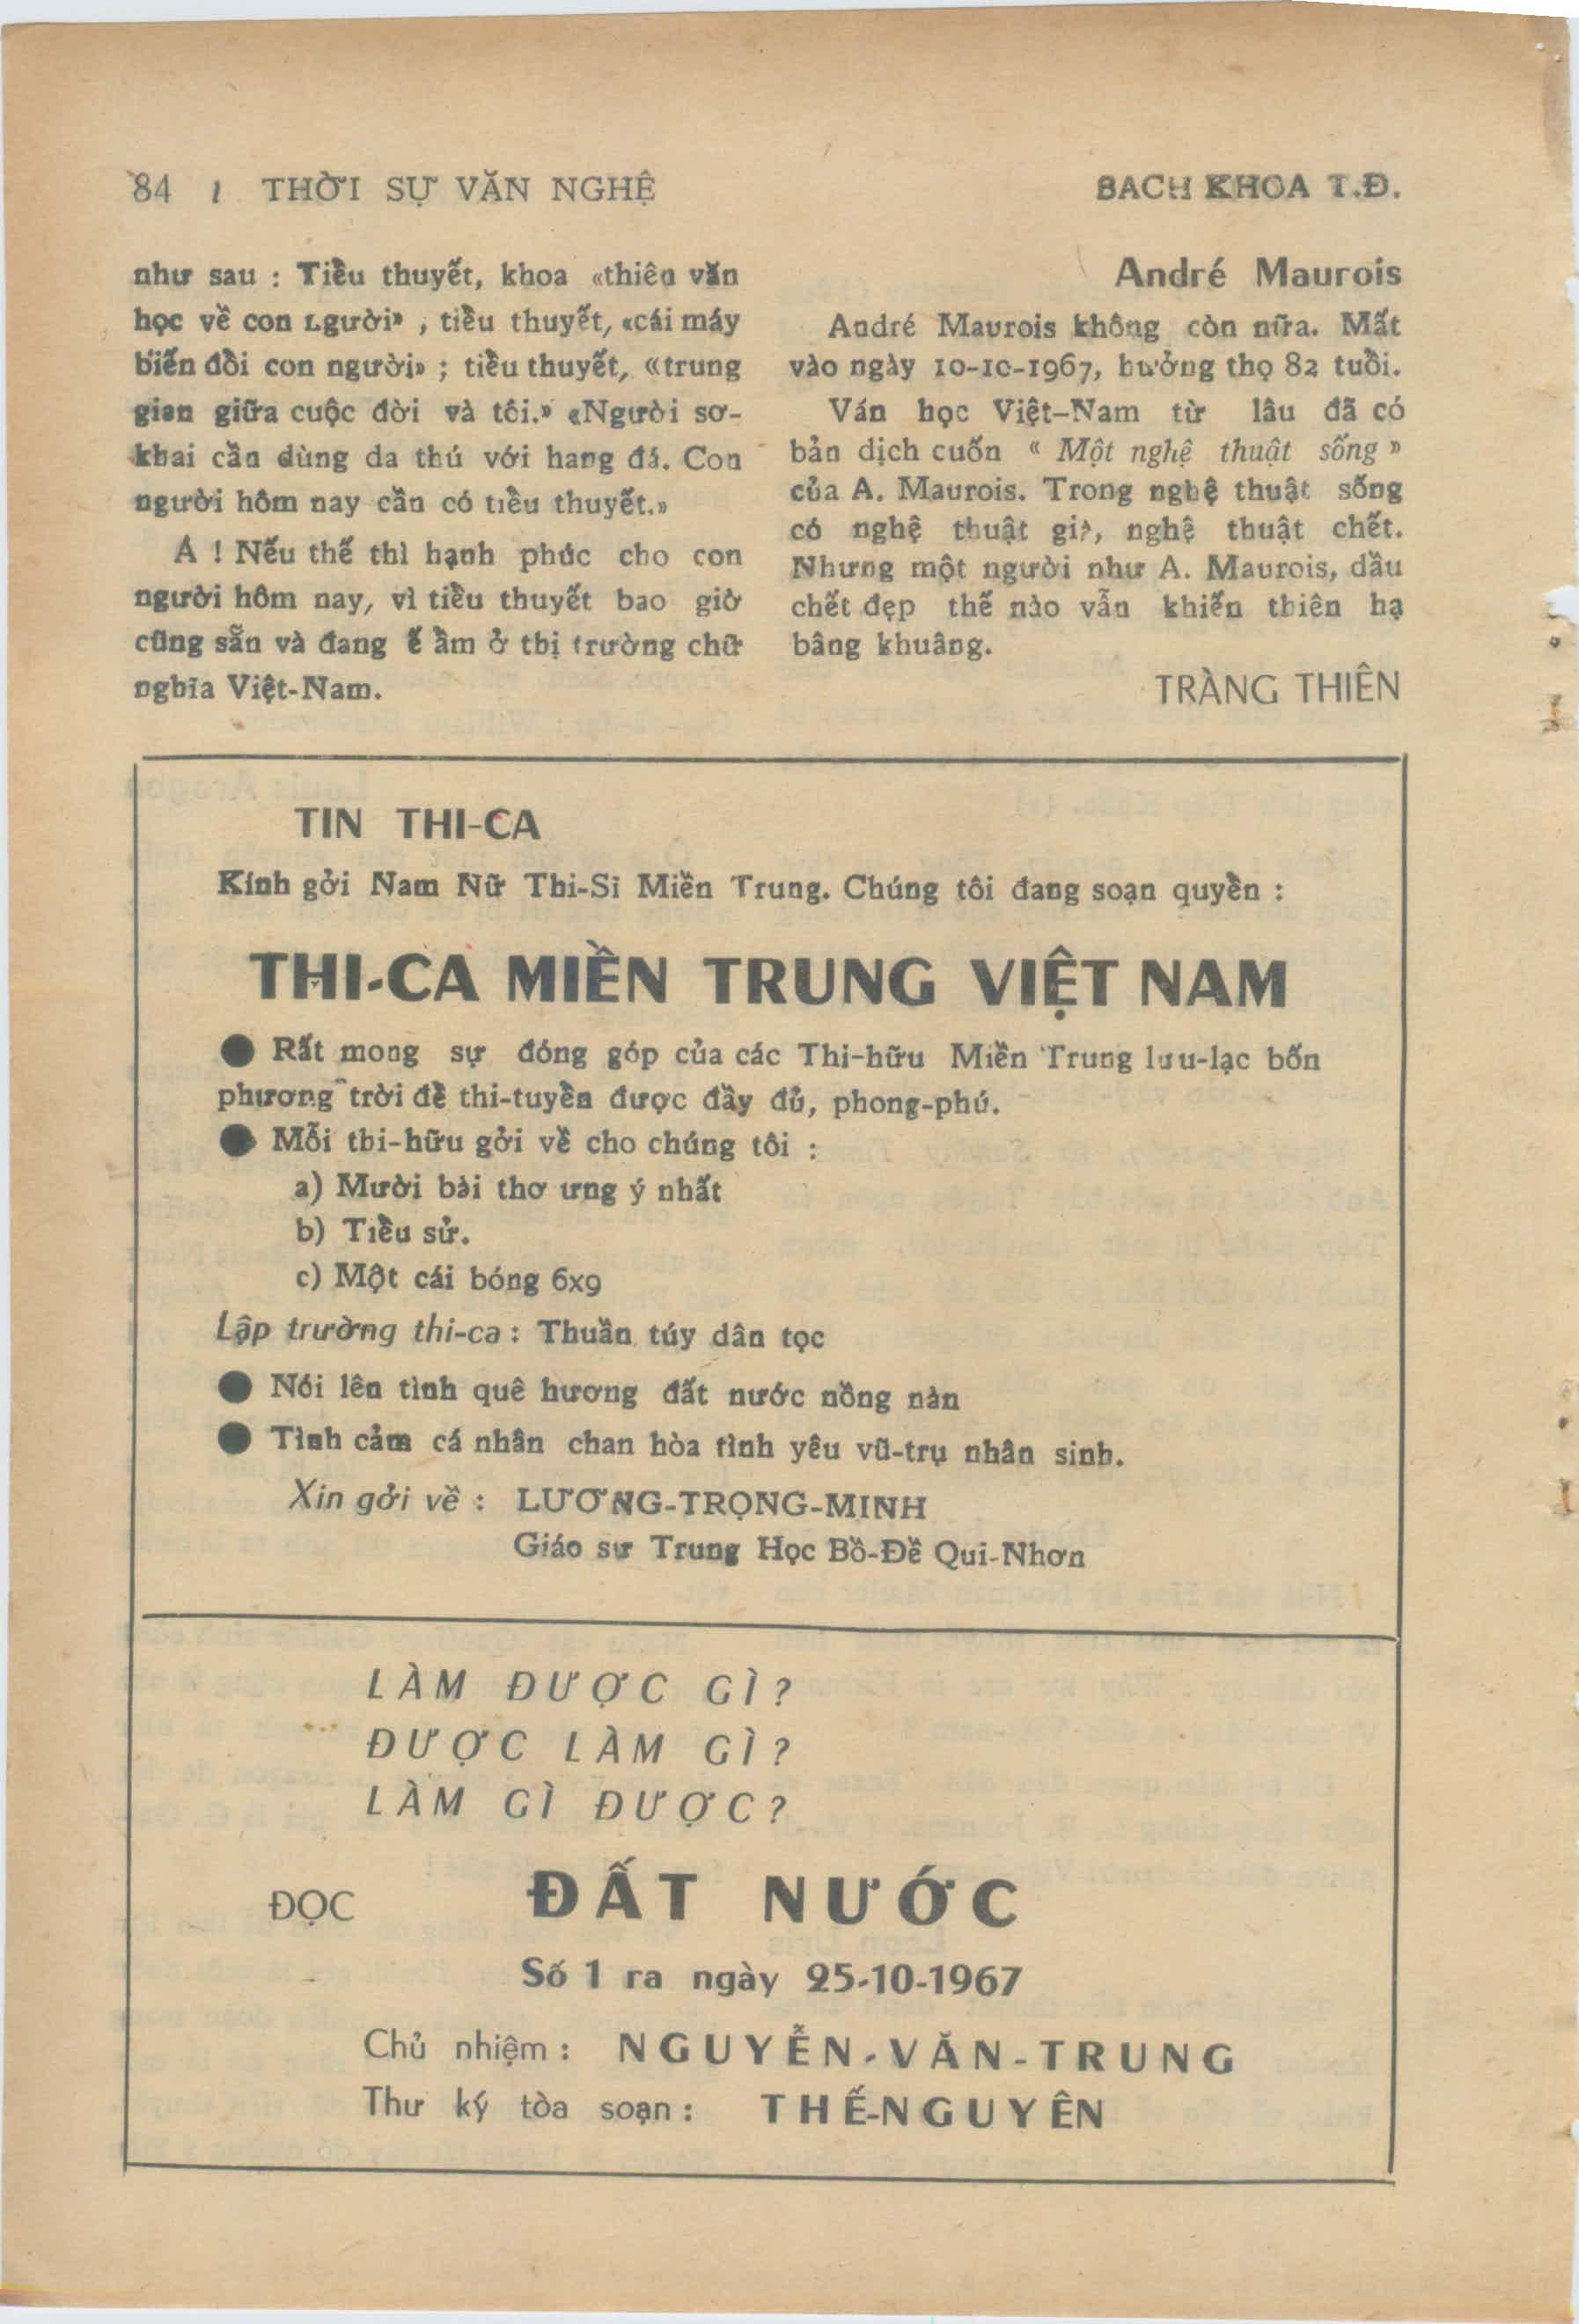 84 / THỜI SỰ VĂN NGHỆ
BACH KHOA T.Đ.
như sau : Tiểu thuyết, khoa «thiên văn
học về con người» , tiểu thuyết, «cái máy
biến đổi con người» ; tiểu thuyết, «trung
gian giữa cuộc đời và tôi.» «Người sơ-
khai cần dùng da thú với hang đá. Con
người hôm nay cần có tiểu thuyết.»
A ! Nếu thế thì hạnh phúc cho con
người hôm nay, vì tiểu thuyết bao giờ
cũng sẵn và đang ế ầm ở thị trường chữ
nghĩa Việt-Nam.
André Maurois
André Maurois không còn nữa. Mất
vào ngày 10-10-1967, hưởng thọ 82 tuổi.
Văn học Việt-Nam từ lâu đã có
bản dịch cuốn « Một nghệ thuật sống »
của A. Maurois. Trong nghệ thuật sống
có nghệ thuật già, nghệ thuật chết.
Nhưng một người như A. Maurois, dầu
chết đẹp thế nào vẫn khiến thiên hạ
bâng khuâng.
TRÀNG THIÊN
TIN THI-CA
Kính gởi Nam Nữ Thi-Sĩ Miền Trung. Chúng tôi đang soạn quyển :
THI-CA MIỀN TRUNG VIỆT NAM
● Rất mong sự đóng góp của các Thi-hữu Miền Trung lưu-lạc bốn
phương trời để thi-tuyển được đầy đủ, phong-phú.
● Mỗi thi-hữu gởi về cho chúng tôi :
a) Mười bài thơ ưng ý nhất
b) Tiểu sử.
c) Một cái bóng 6x9
Lập trường thi-ca : Thuần túy dân tọc
● Nói lên tình quê hương đất nước nồng nàn
● Tình cảm cá nhân chan hòa tình yêu vũ-trụ nhân sinh.
Xin gởi về : LƯƠNG-TRỌNG-MINH
Giáo sư Trung Học Bồ-Đề Qui-Nhơn
LÀM ĐƯỢC GÌ?
ĐƯỢC LÀM GÌ?
LÀM GÌ ĐƯỢC?
ĐỌC ĐẤT NƯỚC
Số 1 ra ngày 25-10-1967
Chủ nhiệm : NGUYỄN-VĂN-TRUNG
Thư ký tòa soạn : THẾ-NGUYÊN